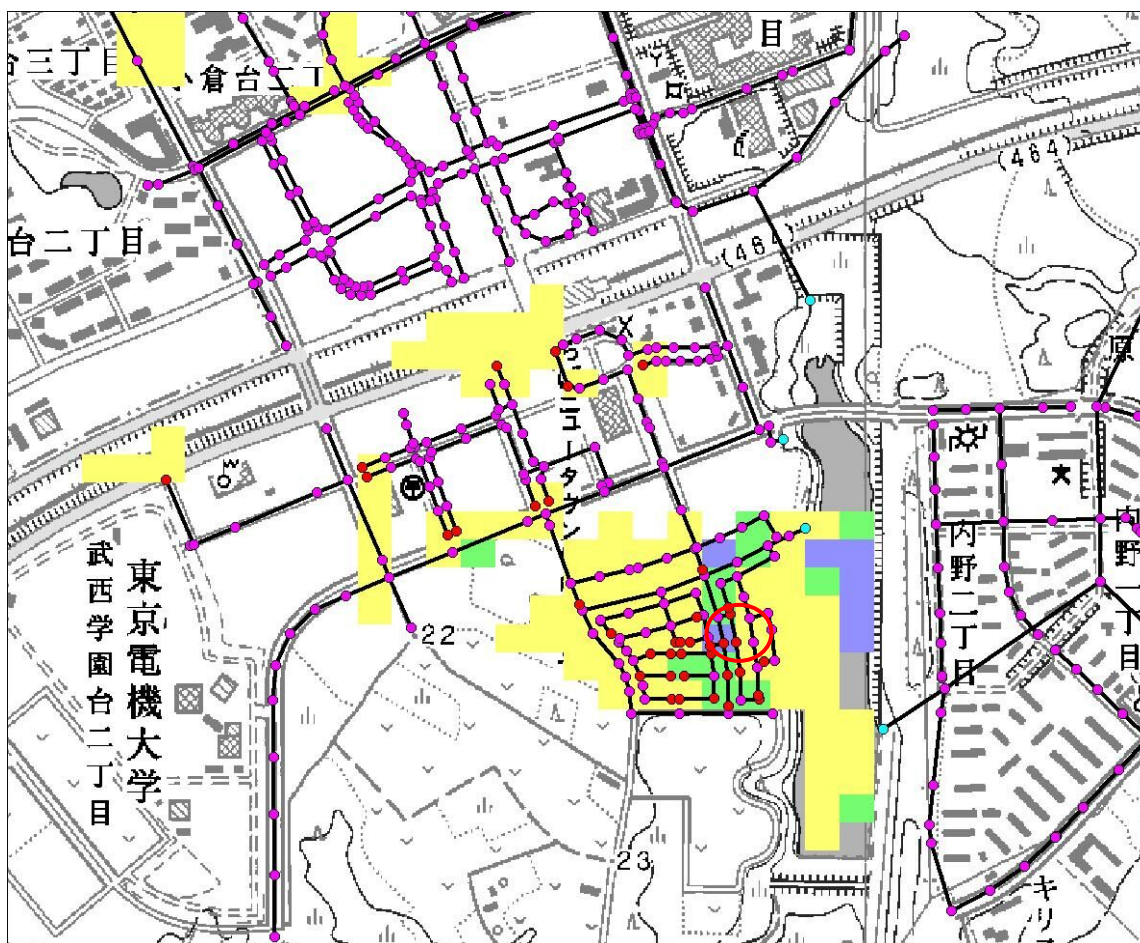 台三丁目
小倉台二丁
目
(464)
台二丁目
(464)
原
ニュータウン
東京電機大学
武西学園台二丁目
内野二丁目
内野一丁目
22
23
キリ